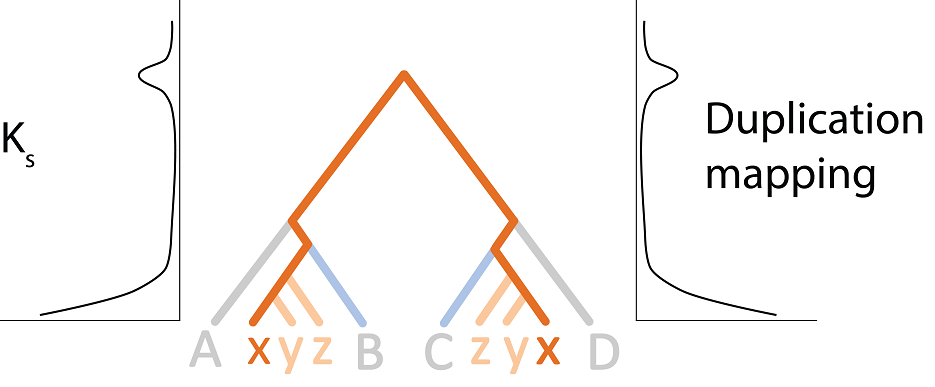 Ks
Duplication
mapping
A x y z B C z y x D